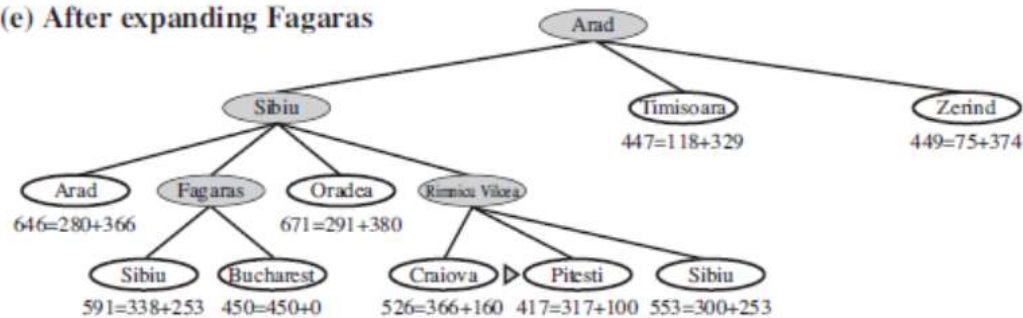 (e) After expanding Fagaras
Arad
Sibiu
Timisoara
Zerind
447=118+329
449=75+374
Arad
Fagaras
Oradea
Rimnicu Vilcea
646=280+366
671=291+380
Sibiu
Bucharest
Craiova
Pitesti
Sibiu
591=338+253
450=450+0
526=366+160
417=317+100
553=300+253